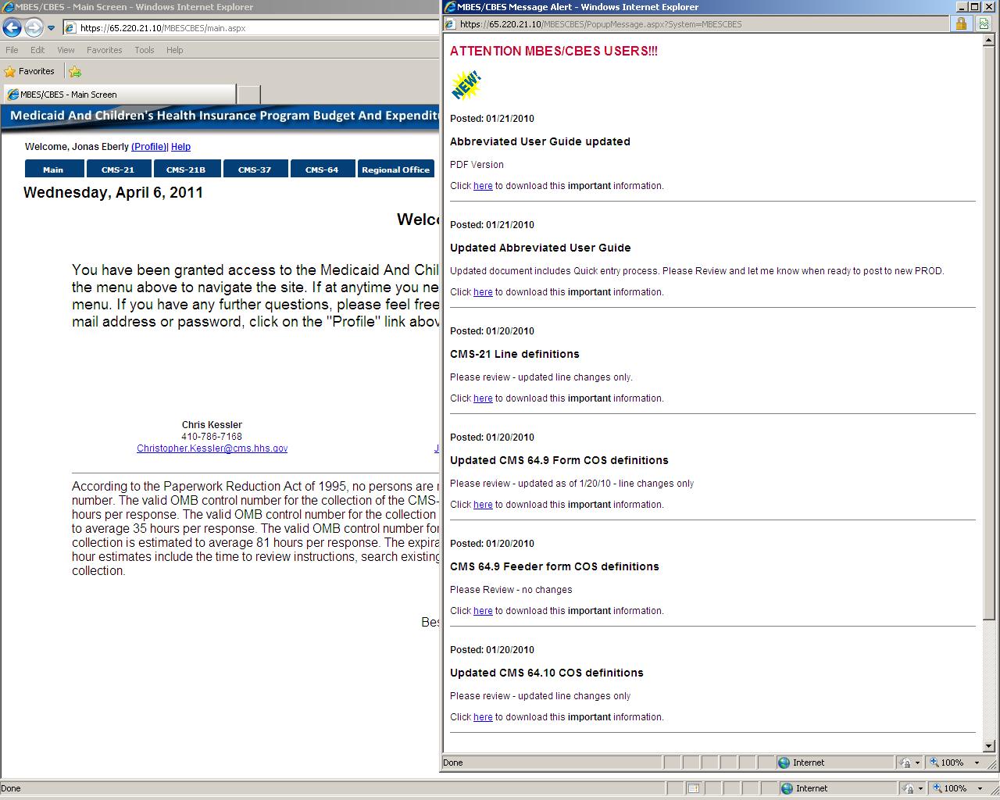 MBES/CBES - Main Screen - Windows Internet Explorer
https://65.220.21.10/MBESCBES/main.aspx
File Edit View Favorites Tools Help
Favorites
MBES/CBES - Main Screen
Medicaid And Children's Health Insurance Program Budget And Expenditu
Welcome, Jonas Eberly (Profile)| Help
Main CMS-21 CMS-21B CMS-37 CMS-64 Regional Office
Wednesday, April 6, 2011
Welco
You have been granted access to the Medicaid And Chil
the menu above to navigate the site. If at anytime you ne
menu. If you have any further questions, please feel free
mail address or password, click on the "Profile" link abov
Chris Kessler
410-786-7168
Christopher.Kessler@cms.hhs.gov
J
According to the Paperwork Reduction Act of 1995, no persons are r
number. The valid OMB control number for the collection of the CMS-
hours per response. The valid OMB control number for the collection
to average 35 hours per response. The valid OMB control number for
collection is estimated to average 81 hours per response. The expira
hour estimates include the time to review instructions, search existing
collection.
Bes
Done
Internet
100%
MBES/CBES Message Alert - Windows Internet Explorer
https://65.220.21.10/MBESCBES/PopupMessage.aspx?System=MBESCBES
ATTENTION MBES/CBES USERS!!!
NEW!
Posted: 01/21/2010
Abbreviated User Guide updated
PDF Version
Click here to download this important information.
Posted: 01/21/2010
Updated Abbreviated User Guide
Updated document includes Quick entry process. Please Review and let me know when ready to post to new PROD.
Click here to download this important information.
Posted: 01/20/2010
CMS-21 Line definitions
Please review - updated line changes only.
Click here to download this important information.
Posted: 01/20/2010
Updated CMS 64.9 Form COS definitions
Please review - updated as of 1/20/10 - line changes only
Click here to download this important information.
Posted: 01/20/2010
CMS 64.9 Feeder form COS definitions
Please Review - no changes
Click here to download this important information.
Posted: 01/20/2010
Updated CMS 64.10 COS definitions
Please review - updated line changes only
Click here to download this important information.
Done
Internet
100%